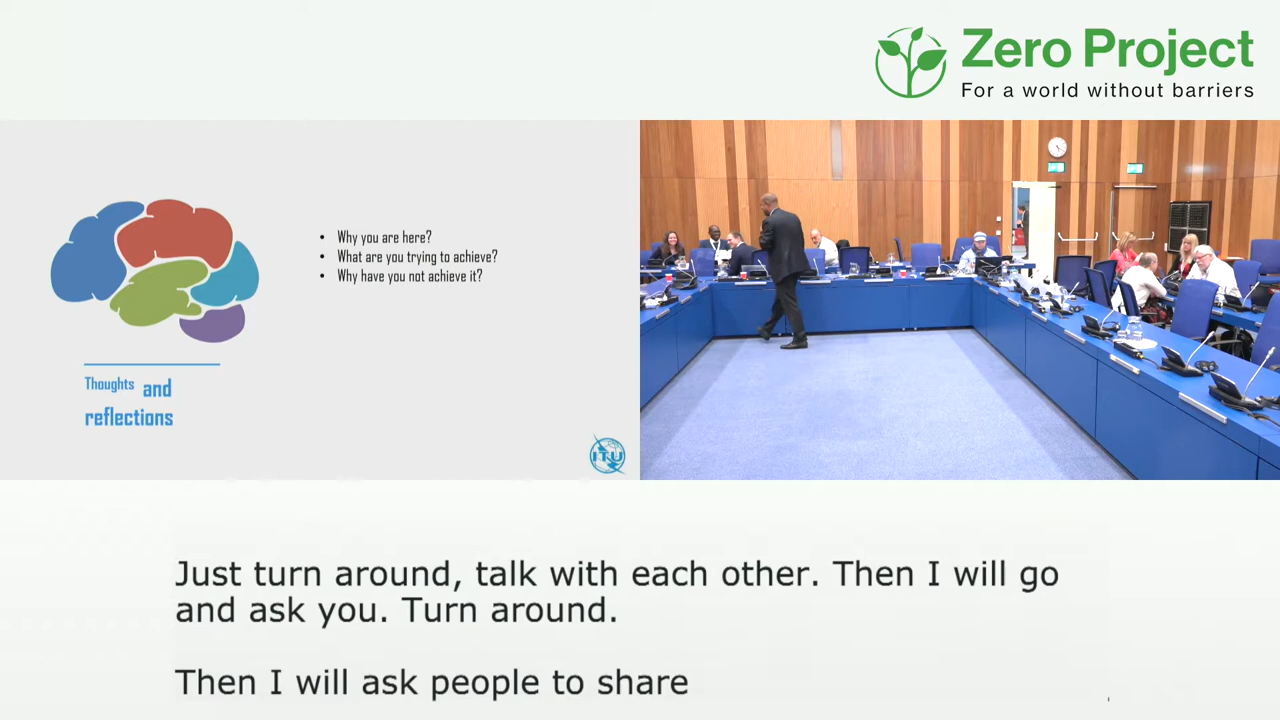 Zero Project
For a world without barriers
• Why you are here?
• What are you trying to achieve?
• Why have you not achieve it?
Thoughts and
reflections
ITU
Just turn around, talk with each other. Then I will go
and ask you. Turn around.
Then I will ask people to share